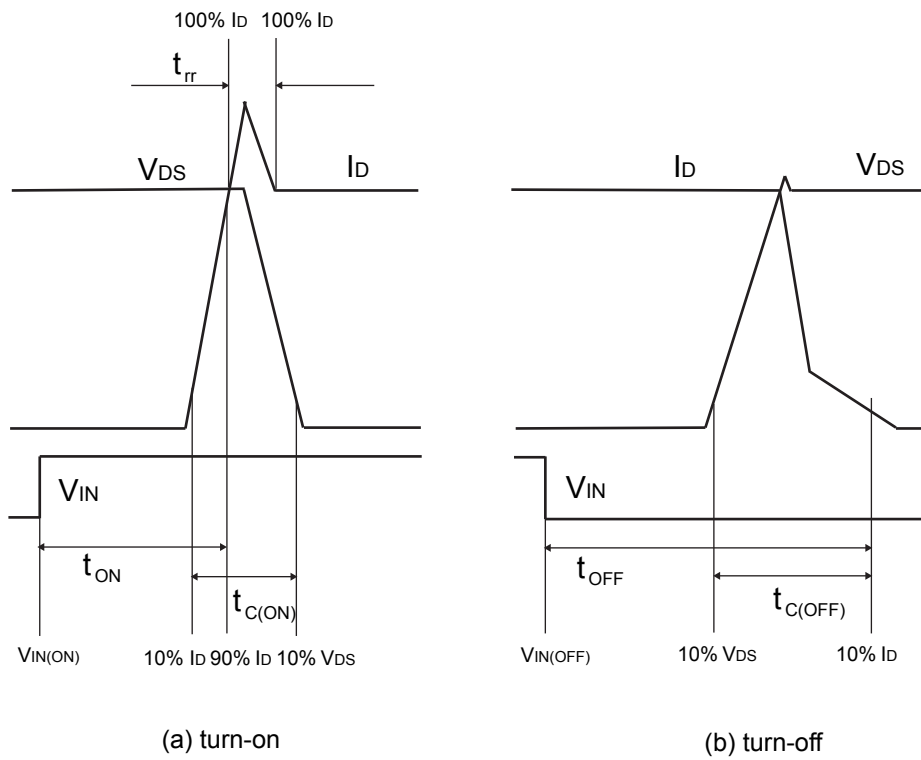 100% ID 100% ID
trr
VDS ID
VIN
tON
tC(ON)
VIN(ON)
10% ID 90% ID 10% VDS
(a) turn-on
ID VDS
VIN
tOFF
tC(OFF)
VIN(OFF)
10% VDS
10% ID
(b) turn-off